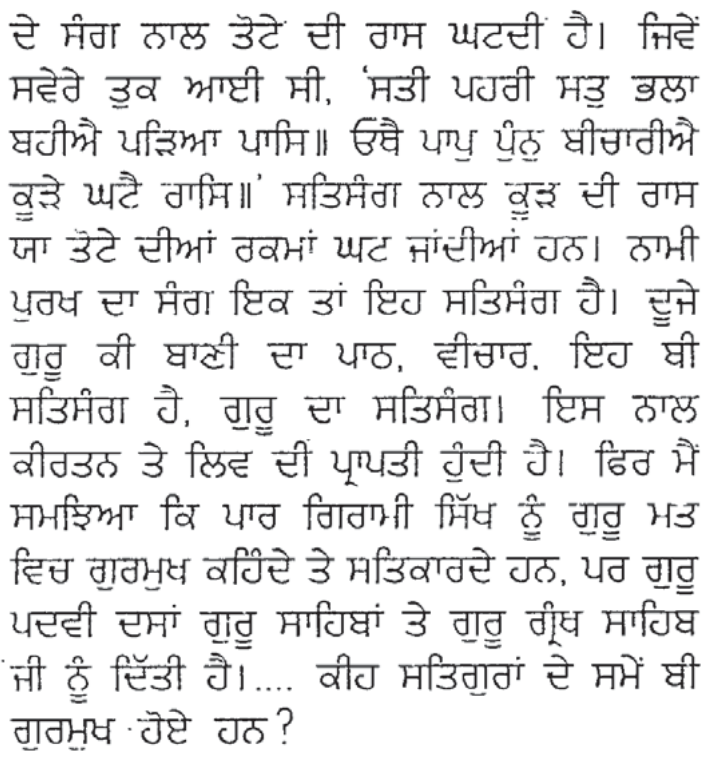 ਦੇ ਸੰਗ ਨਾਲ ਤੋਟੇ ਦੀ ਰਾਸ ਘਟਦੀ ਹੈ। ਜਿਵੇਂ
ਸਵੇਰੇ ਤੁਕ ਆਈ ਸੀ, 'ਸਤੀ ਪਹਰੀ ਸਤੁ ਭਲਾ
ਬਹੀਐ ਪੜਿਆ ਪਾਸਿ॥ ਓਥੈ ਪਾਪੁ ਪੁੰਨੁ ਬੀਚਾਰੀਐ
ਕੂੜੇ ਘਟੈ ਰਾਸਿ॥' ਸਤਿਸੰਗ ਨਾਲ ਕੂੜ ਦੀ ਰਾਸ
ਯਾ ਤੋਟੇ ਦੀਆਂ ਰਕਮਾਂ ਘਟ ਜਾਂਦੀਆਂ ਹਨ। ਨਾਮੀ
ਪੁਰਖ ਦਾ ਸੰਗ ਇਕ ਤਾਂ ਇਹ ਸਤਿਸੰਗ ਹੈ। ਦੂਜੇ
ਗੁਰੂ ਕੀ ਬਾਣੀ ਦਾ ਪਾਠ, ਵੀਚਾਰ, ਇਹ ਬੀ
ਸਤਿਸੰਗ ਹੈ, ਗੁਰੂ ਦਾ ਸਤਿਸੰਗ। ਇਸ ਨਾਲ
ਕੀਰਤਨ ਤੇ ਲਿਵ ਦੀ ਪ੍ਰਾਪਤੀ ਹੁੰਦੀ ਹੈ। ਫਿਰ ਮੈਂ
ਸਮਝਿਆ ਕਿ ਪਾਰ ਗਿਰਾਮੀ ਸਿੱਖ ਨੂੰ ਗੁਰੂ ਮਤ
ਵਿਚ ਗੁਰਮੁਖ ਕਹਿੰਦੇ ਤੇ ਸਤਿਕਾਰਦੇ ਹਨ, ਪਰ ਗੁਰੂ
ਪਦਵੀ ਦਸਾਂ ਗੁਰੂ ਸਾਹਿਬਾਂ ਤੇ ਗੁਰੂ ਗ੍ਰੰਥ ਸਾਹਿਬ
ਜੀ ਨੂੰ ਦਿੱਤੀ ਹੈ।.... ਕੀਹ ਸਤਿਗੁਰਾਂ ਦੇ ਸਮੇਂ ਬੀ
ਗੁਰਮੁਖ ਹੋਏ ਹਨ?